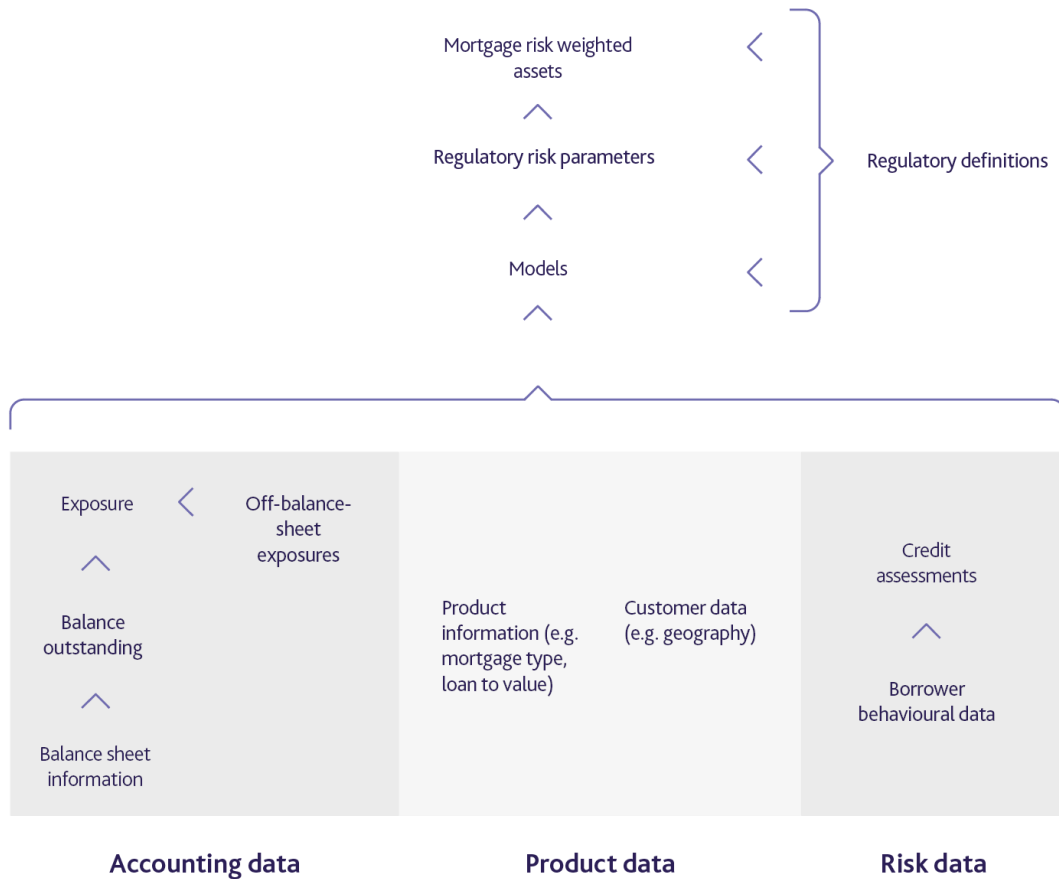 Mortgage risk weighted
assets
Regulatory risk parameters
Regulatory definitions
Models
Exposure
Off-balance-
sheet
exposures
Balance
outstanding
Balance sheet
information
Product
information (e.g.
mortgage type,
loan to value)
Customer data
(e.g. geography)
Credit
assessments
Borrower
behavioural data
Accounting data
Product data
Risk data